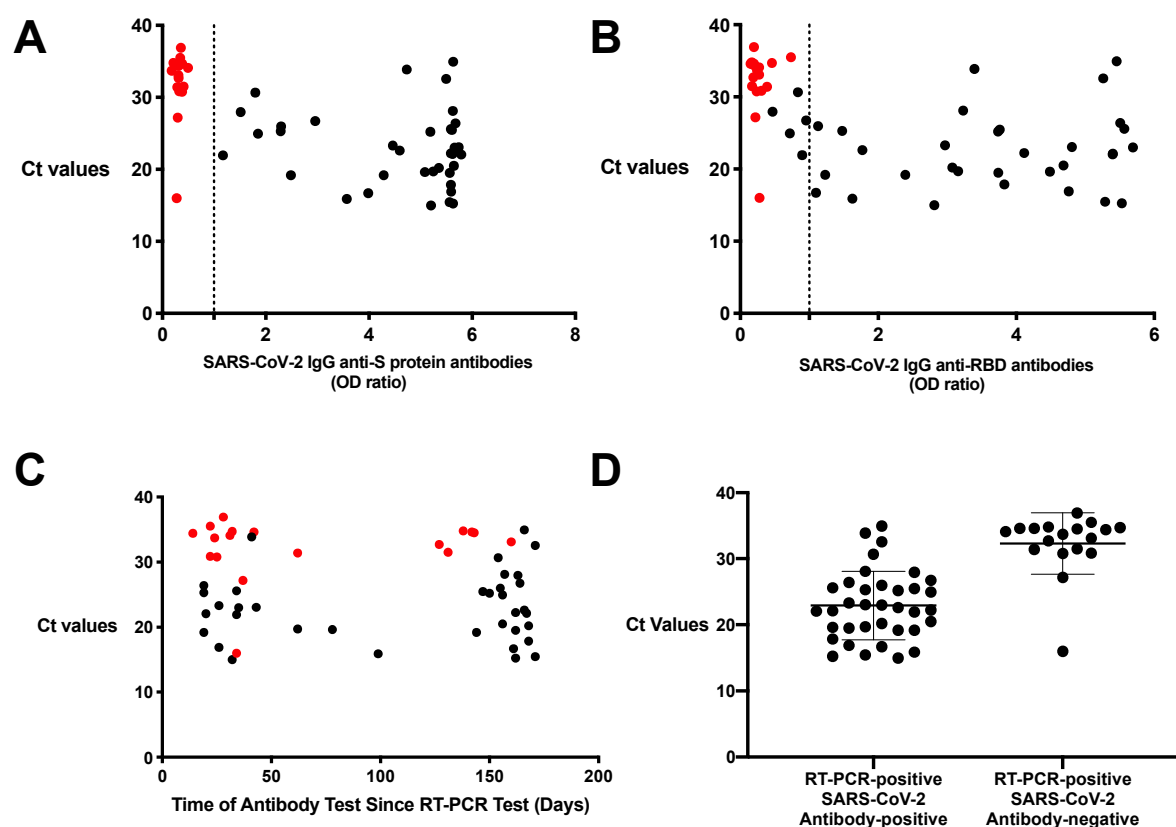 A
40
30
20
10
0
Ct values
0 2 4 6 8
SARS-CoV-2 IgG anti-S protein antibodies
(OD ratio)
B
40
30
20
10
0
Ct values
0 2 4 6
SARS-CoV-2 IgG anti-RBD antibodies
(OD ratio)
C
40
30
20
10
0
Ct values
0 50 100 150 200
Time of Antibody Test Since RT-PCR Test (Days)
D
40
30
20
10
0
Ct Values
RT-PCR-positive
SARS-CoV-2
Antibody-positive
RT-PCR-positive
SARS-CoV-2
Antibody-negative